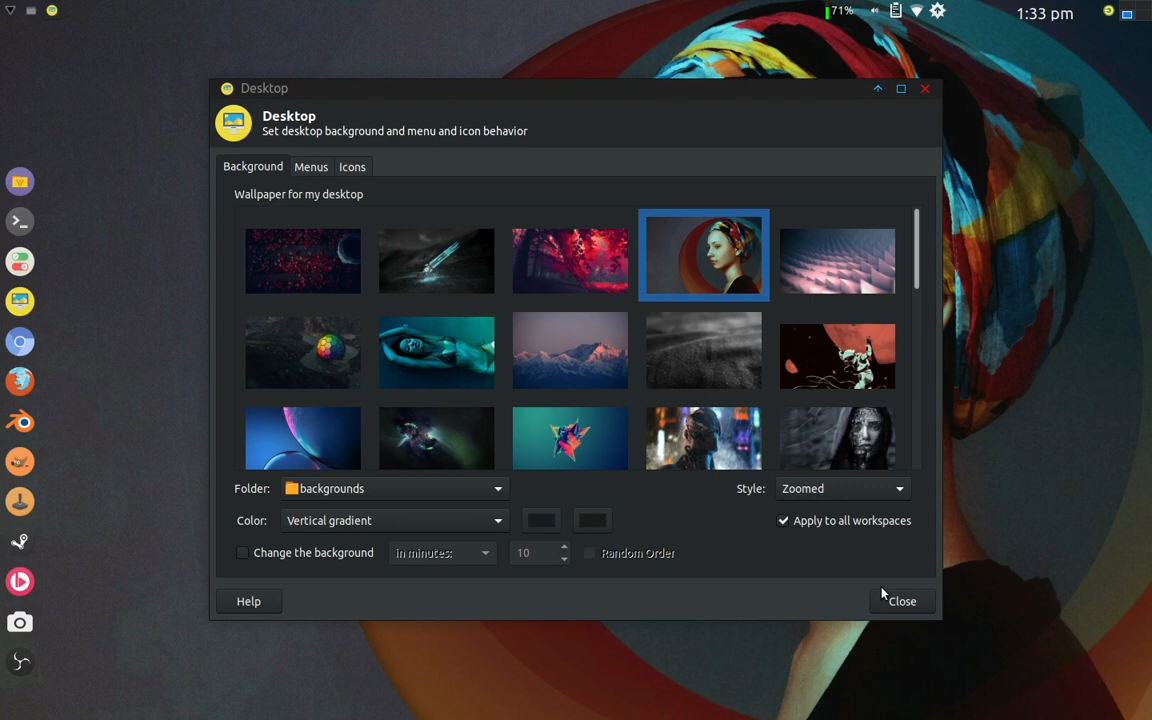 71%
1:33 pm
Desktop
Desktop
Set desktop background and menu and icon behavior
Background Menus Icons
Wallpaper for my desktop
Folder: backgrounds Style: Zoomed
Color: Vertical gradient Apply to all workspaces
Change the background in minutes: 10 Random Order
Help Close